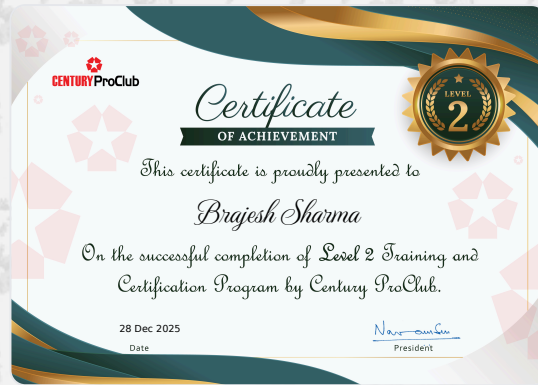 CENTURY ProClub
Certificate
OF ACHIEVEMENT
LEVEL
2
This certificate is proudly presented to
Brajesh Sharma
On the successful completion of Level 2 Training and
Certification Program by Century ProClub.
28 Dec 2025
Date
President